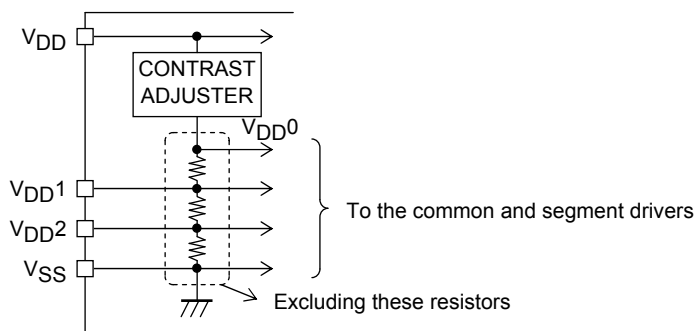 VDD
CONTRAST
ADJUSTER
VDD0
VDD1
VDD2
VSS
To the common and segment drivers
Excluding these resistors